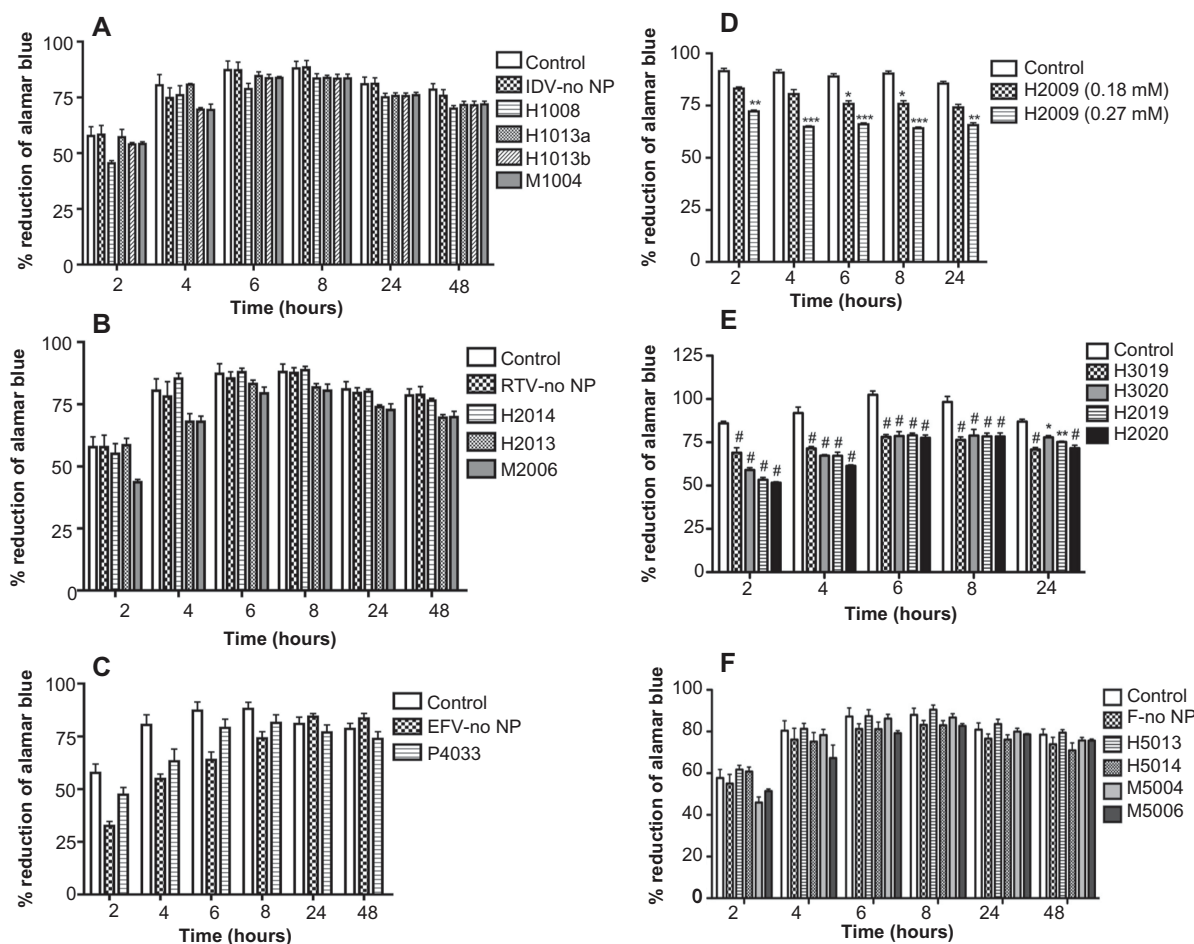 A
% reduction of alamar blue
100
75
50
25
0
2 4 6 8 24 48
Time (hours)
Control
IDV-no NP
H1008
H1013a
H1013b
M1004
B
% reduction of alamar blue
100
75
50
25
0
2 4 6 8 24 48
Time (hours)
Control
RTV-no NP
H2014
H2013
M2006
C
% reduction of alamar blue
100
75
50
25
0
2 4 6 8 24 48
Time (hours)
Control
EFV-no NP
P4033
D
% reduction of alamar blue
100
75
50
25
0
** *** * *** * *** **
2 4 6 8 24
Time (hours)
Control
H2009 (0.18 mM)
H2009 (0.27 mM)
E
% reduction of alamar blue
125
100
75
50
25
0
# # # # # # # # # # # # # # # # # * ** #
2 4 6 8 24
Time (hours)
Control
H3019
H3020
H2019
H2020
F
% reduction of alamar blue
100
80
60
40
20
0
2 4 6 8 24 48
Time (hours)
Control
F-no NP
H5013
H5014
M5004
M5006